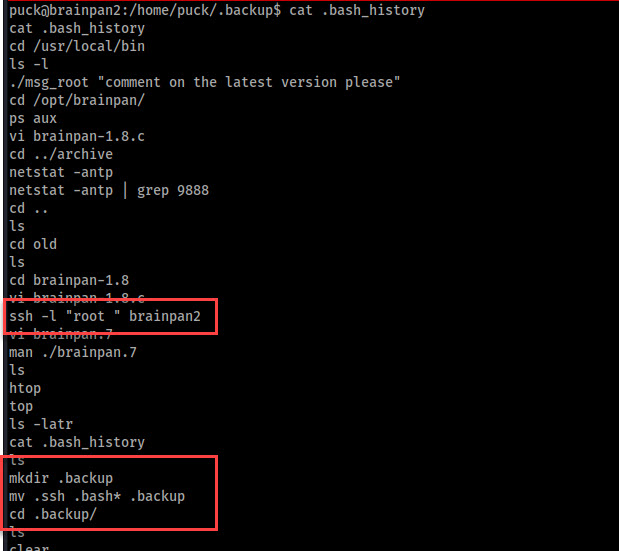 puck@brainpan2:/home/puck/.backup$ cat .bash_history
cat .bash_history
cd /usr/local/bin
ls -l
./msg_root "comment on the latest version please"
cd /opt/brainpan/
ps aux
vi brainpan-1.8.c
cd ../archive
netstat -antp
netstat -antp | grep 9888
cd ..
ls
cd old
ls
cd brainpan-1.8
vi brainpan-1.8.c
ssh -l "root " brainpan2
vi brainpan.7
man ./brainpan.7
ls
htop
top
ls -latr
cat .bash_history
ls
mkdir .backup
mv .ssh .bash* .backup
cd .backup/
ls
clear